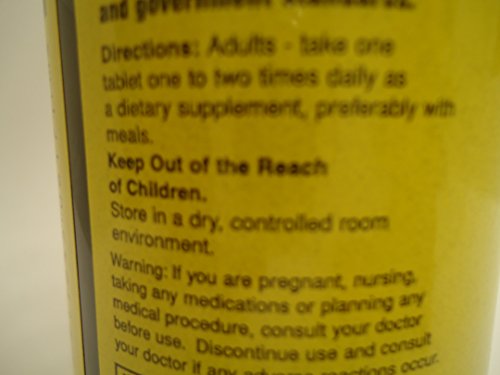 and government standards.
Directions: Adults - take one
tablet one to two times daily as
a dietary supplement, preferably with
meals.
Keep Out of the Reach
of Children.
Store in a dry, controlled room
environment.
Warning: If you are pregnant, nursing,
taking any medications or planning any
medical procedure, consult your doctor
before use. Discontinue use and consult
your doctor if any adverse reactions occur.